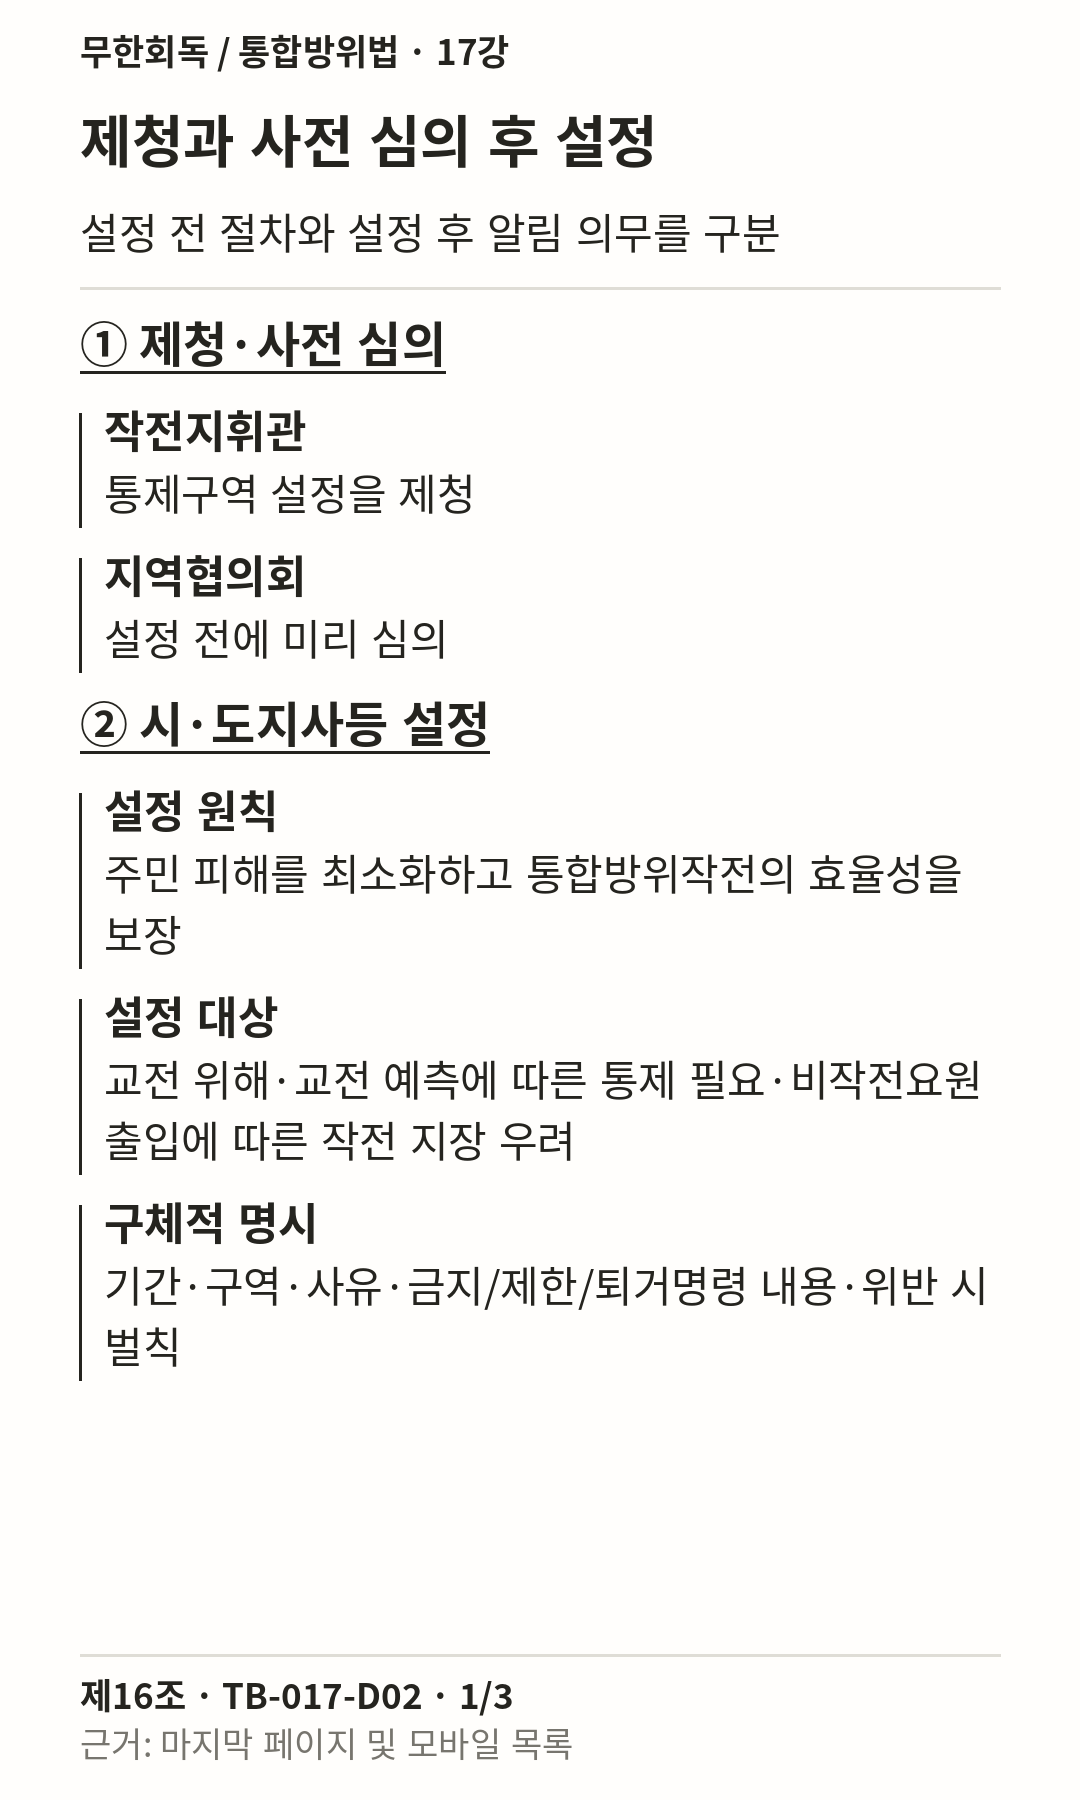 무한회독 / 통합방위법 · 17강
제청과 사전 심의 후 설정
설정 전 절차와 설정 후 알림 의무를 구분
① 제청·사전 심의
작전지휘관
통제구역 설정을 제청
지역협의회
설정 전에 미리 심의
② 시·도지사등 설정
설정 원칙
주민 피해를 최소화하고 통합방위작전의 효율성을
보장
설정 대상
교전 위해·교전 예측에 따른 통제 필요·비작전요원
출입에 따른 작전 지장 우려
구체적 명시
기간·구역·사유·금지/제한/퇴거명령 내용·위반 시
벌칙
제16조 · TB-017-D02 · 1/3
근거: 마지막 페이지 및 모바일 목록